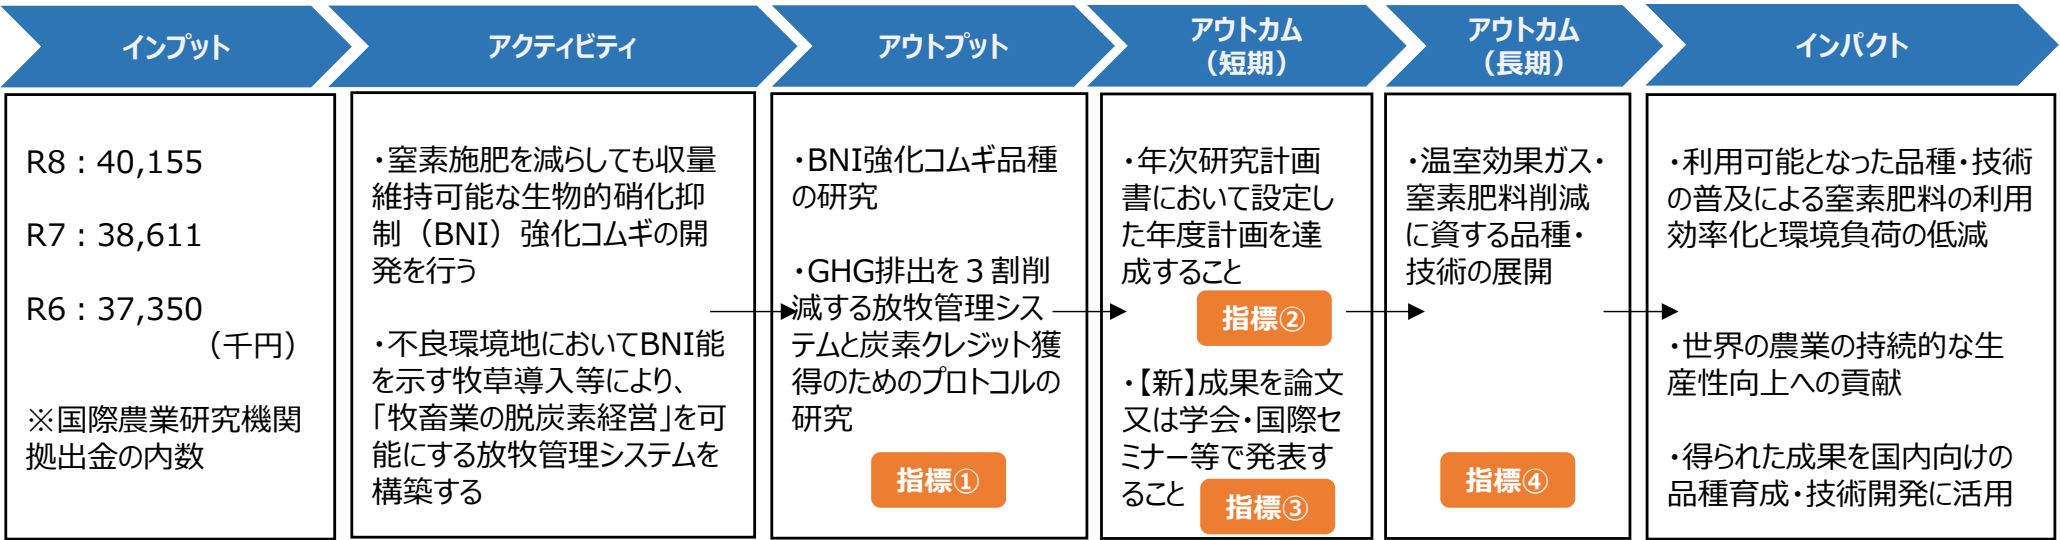 インプット
アクティビティ
アウトプット
アウトカム
（短期）
アウトカム
（長期）
インパクト
R8：40,155
R7：38,611
R6：37,350
（千円）
※国際農業研究機関
拠出金の内数
・窒素施肥を減らしても収量
維持可能な生物的硝化抑
制（BNI）強化コムギの開
発を行う
・不良環境地においてBNI能
を示す牧草導入等により、
「牧畜業の脱炭素経営」を可
能にする放牧管理システムを
構築する
・BNI強化コムギ品種
の研究
・GHG排出を３割削
減する放牧管理シス
テムと炭素クレジット獲
得のためのプロトコルの
研究
指標①
・年次研究計画
書において設定し
た年度計画を達
成すること
指標②
・【新】成果を論文
又は学会・国際セ
ミナー等で発表す
ること
指標③
・温室効果ガス・
窒素肥料削減
に資する品種・
技術の展開
指標④
・利用可能となった品種・技術
の普及による窒素肥料の利用
効率化と環境負荷の低減
・世界の農業の持続的な生
産性向上への貢献
・得られた成果を国内向けの
品種育成・技術開発に活用